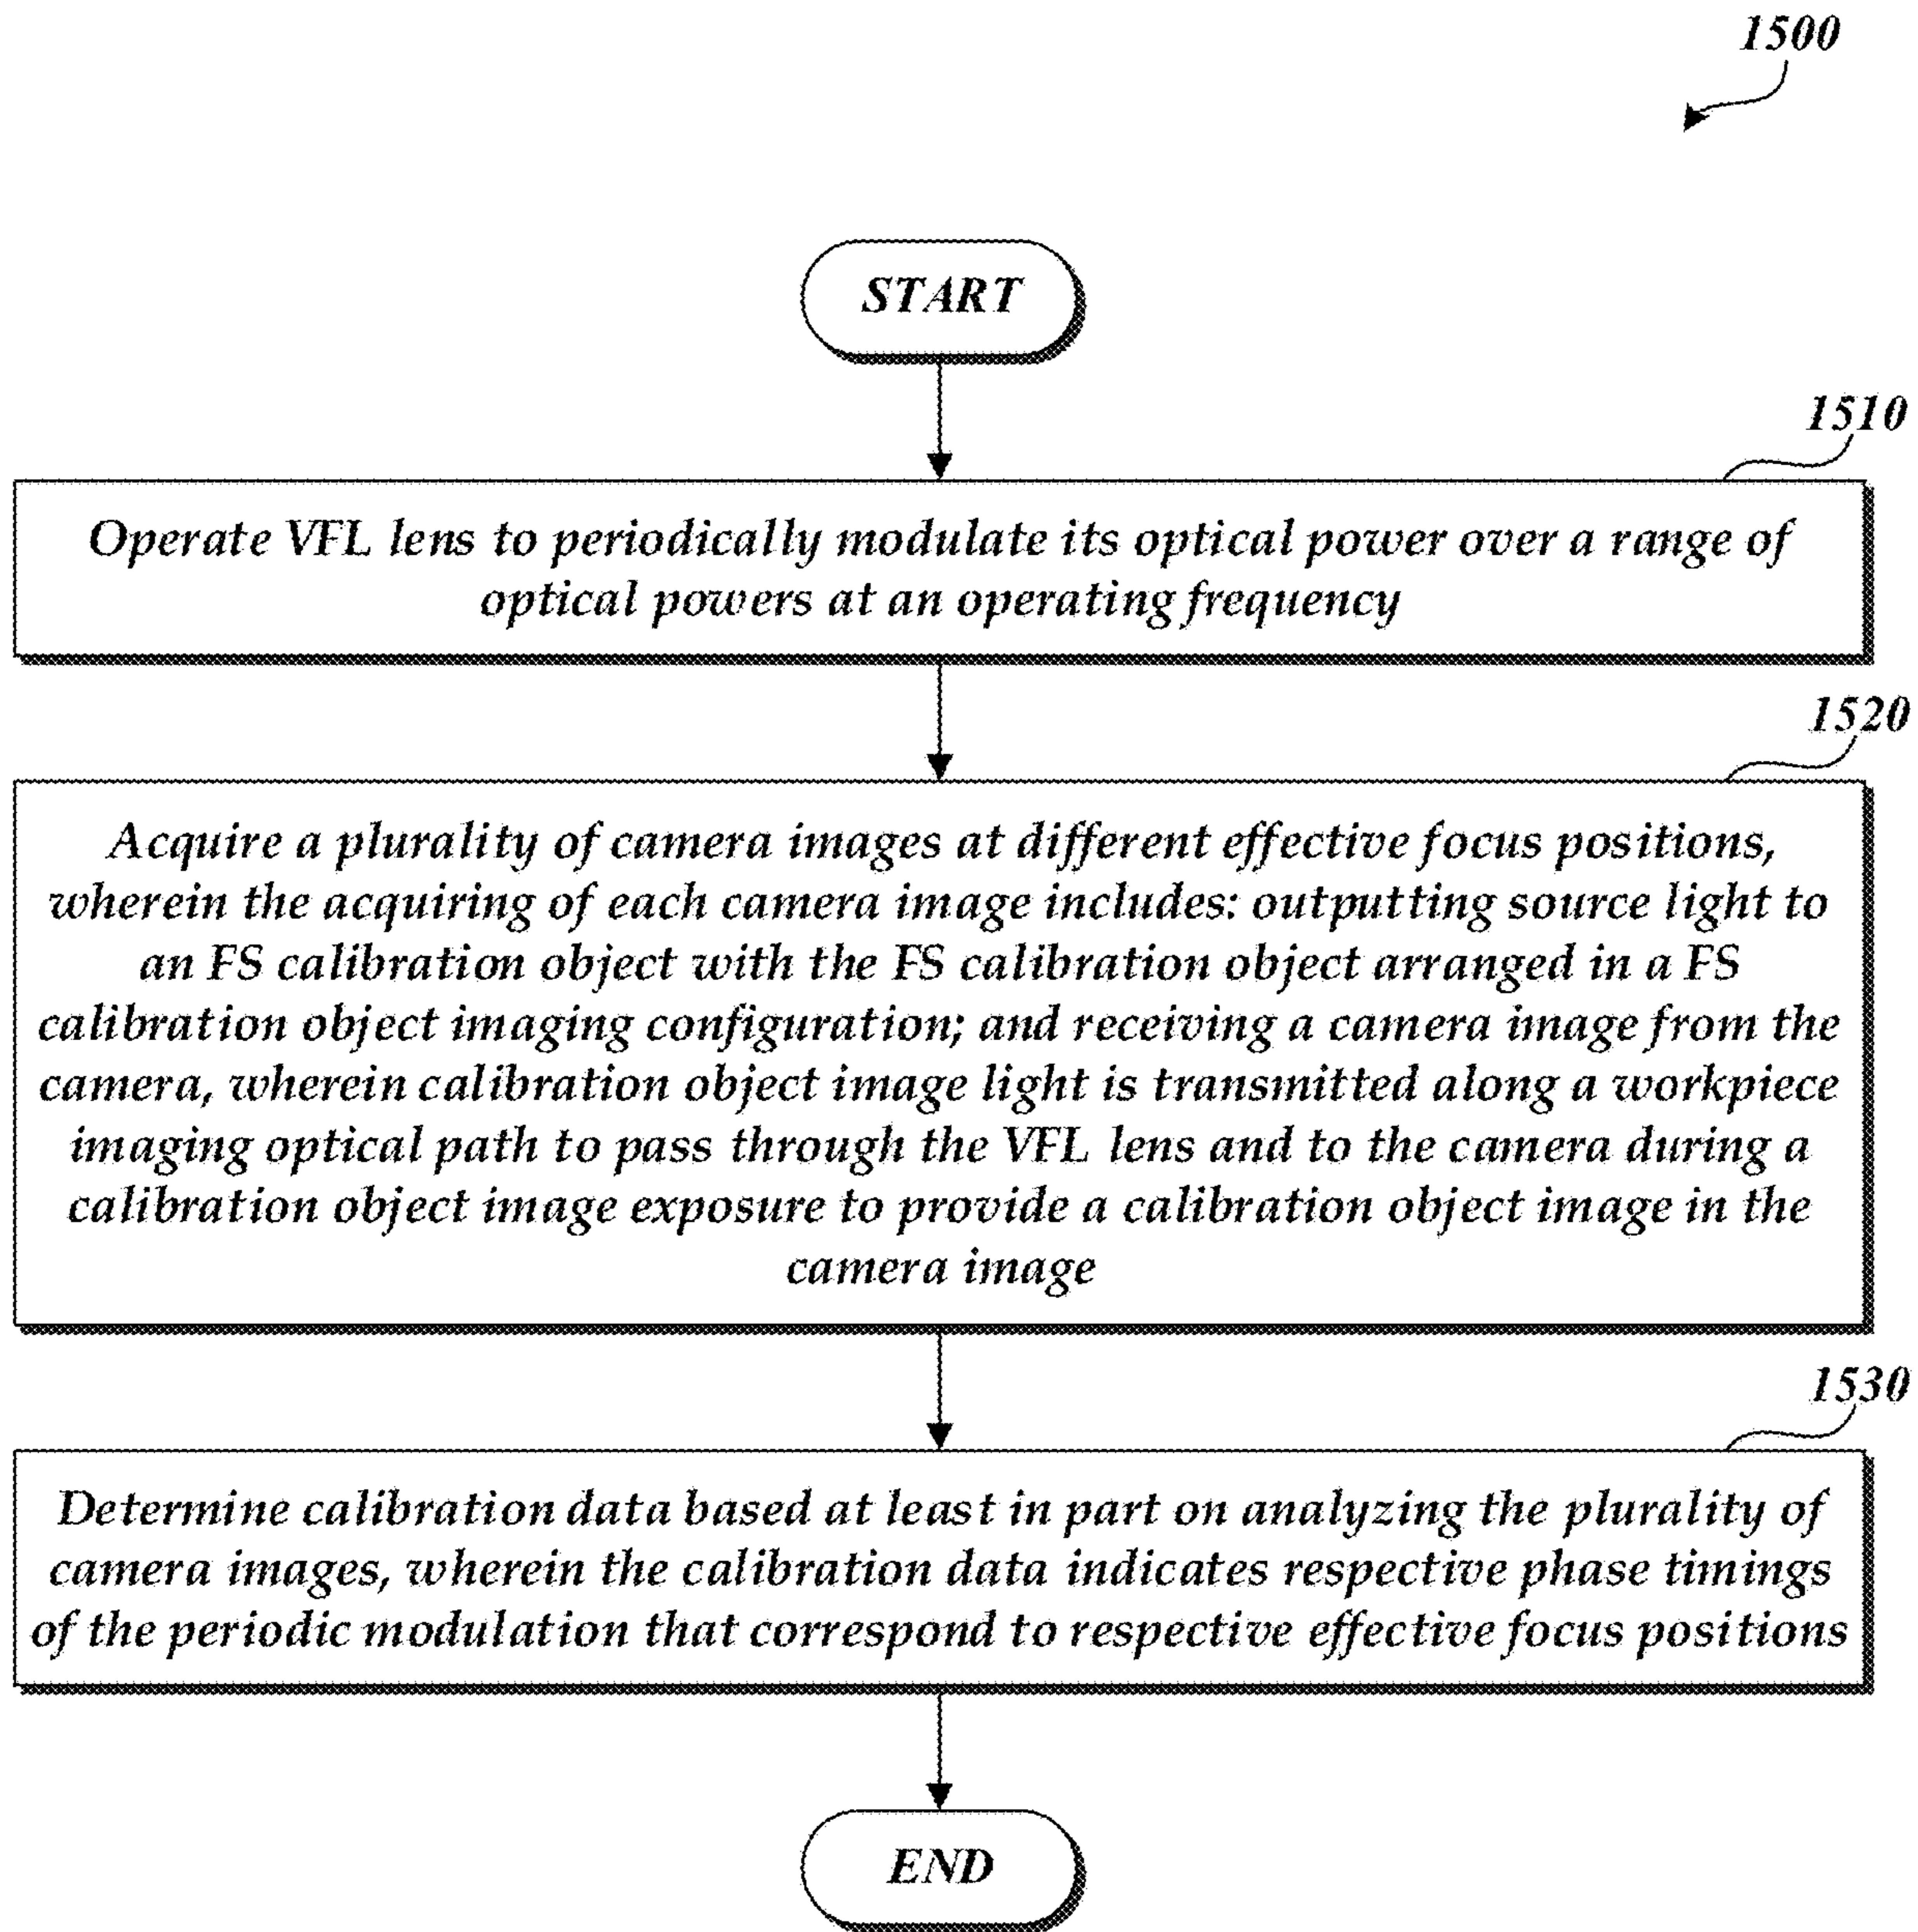 1500
START
1510
Operate VFL lens to periodically modulate its optical power over a range of
optical powers at an operating frequency
1520
Acquire a plurality of camera images at different effective focus positions,
wherein the acquiring of each camera image includes: outputting source light to
an FS calibration object with the FS calibration object arranged in a FS
calibration object imaging configuration; and receiving a camera image from the
camera, wherein calibration object image light is transmitted along a workpiece
imaging optical path to pass through the VFL lens and to the camera during a
calibration object image exposure to provide a calibration object image in the
camera image
1530
Determine calibration data based at least in part on analyzing the plurality of
camera images, wherein the calibration data indicates respective phase timings
of the periodic modulation that correspond to respective effective focus positions
END